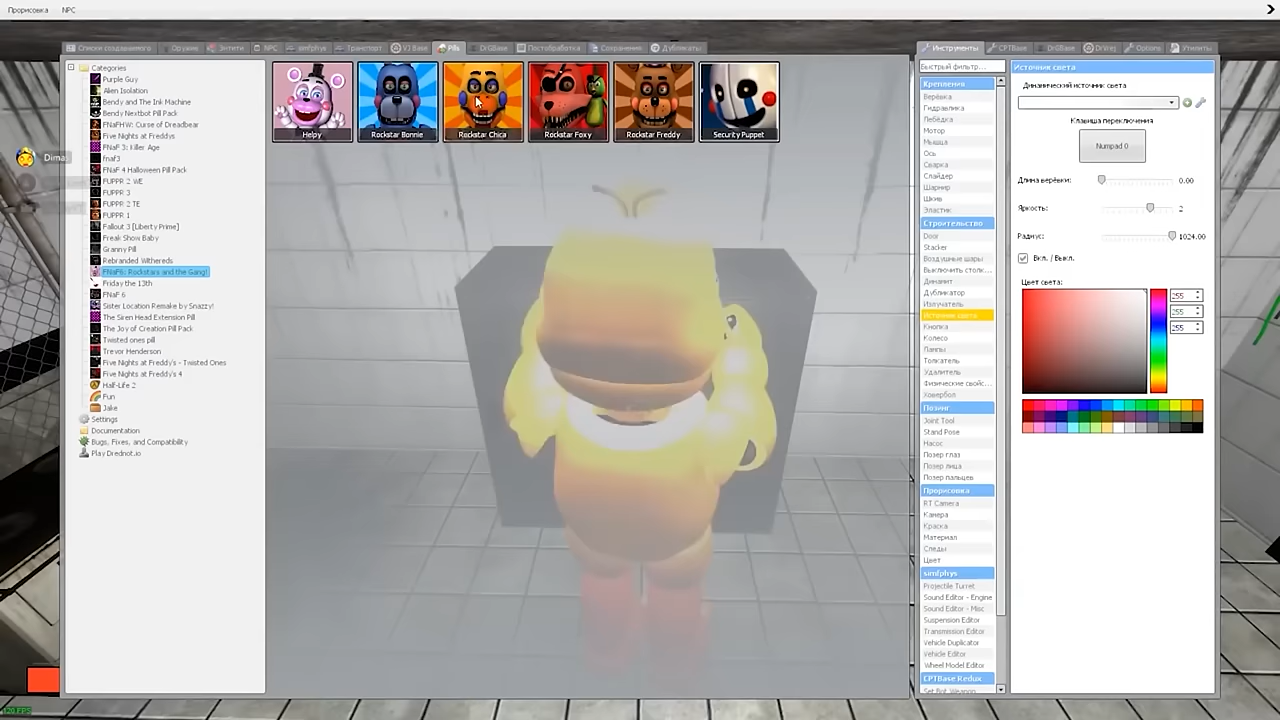 Прорисовка NPC
Списки создаваемого Оружие Энтити NPC simfphys Транспорт VJ Base Pills DrGBase Постобработка Сохранения Дубликаты
Инструменты CPTBase DrGBase DrVrej Options Утилиты
Categories
Purple Guy
Alien Isolation
Bendy and The Ink Machine
Bendy Nextbot Pill Pack
FNaFHW: Curse of Dreadbear
Five Nights at Freddys
FNAF 3: Killer Age
fnaf3
FNAF 4 Halloween Pill Pack
FUPPR 2 WE
FUPPR 3
FUPPR 2 TE
FUPPR 1
Fallout 3 [Liberty Prime]
Freak Show Baby
Granny Pill
Rebranded Withereds
FNaF6: Rockstars and the Gang!
Friday the 13th
FNAF 6
Sister Location Remake by Snazzy!
The Siren Head Extension Pill
The Joy of Creation Pill Pack
Twisted ones pill
Trevor Henderson
Five Nights at Freddy's - Twisted Ones
Five Nights at Freddy's 4
Half-Life 2
Fun
Jake
Settings
Documentation
Bugs, Fixes, and Compatibility
Play Drednot.io
Dimas
Helpy
Rockstar Bonnie
Rockstar Chica
Rockstar Foxy
Rockstar Freddy
Security Puppet
Быстрый фильтр...
Крепления
Верёвка
Гидравлика
Лебёдка
Мотор
Мышца
Ось
Сварка
Слайдер
Шарнир
Шкив
Эластик
Строительство
Door
Stacker
Воздушные шары
Выключить столк...
Динамит
Дубликатор
Излучатель
Источник света
Кнопка
Колесо
Лампы
Толкатель
Удалитель
Физические свойс...
Ховербол
Позинг
Joint Tool
Stand Pose
Насос
Позер глаз
Позер лица
Позер пальцев
Прорисовка
RT Camera
Камера
Краска
Материал
Следы
Цвет
simfphys
Projectile Turret
Sound Editor - Engine
Sound Editor - Misc
Suspension Editor
Transmission Editor
Vehicle Duplicator
Vehicle Editor
Wheel Model Editor
CPTBase Redux
Set Bot Weapon
Источник света
Динамический источник света
Клавиша переключения
Numpad 0
Длина верёвки: 0.00
Яркость: 2
Радиус: 1024.00
Вкл. / Выкл.
Цвет света:
255
255
255
120 FPS